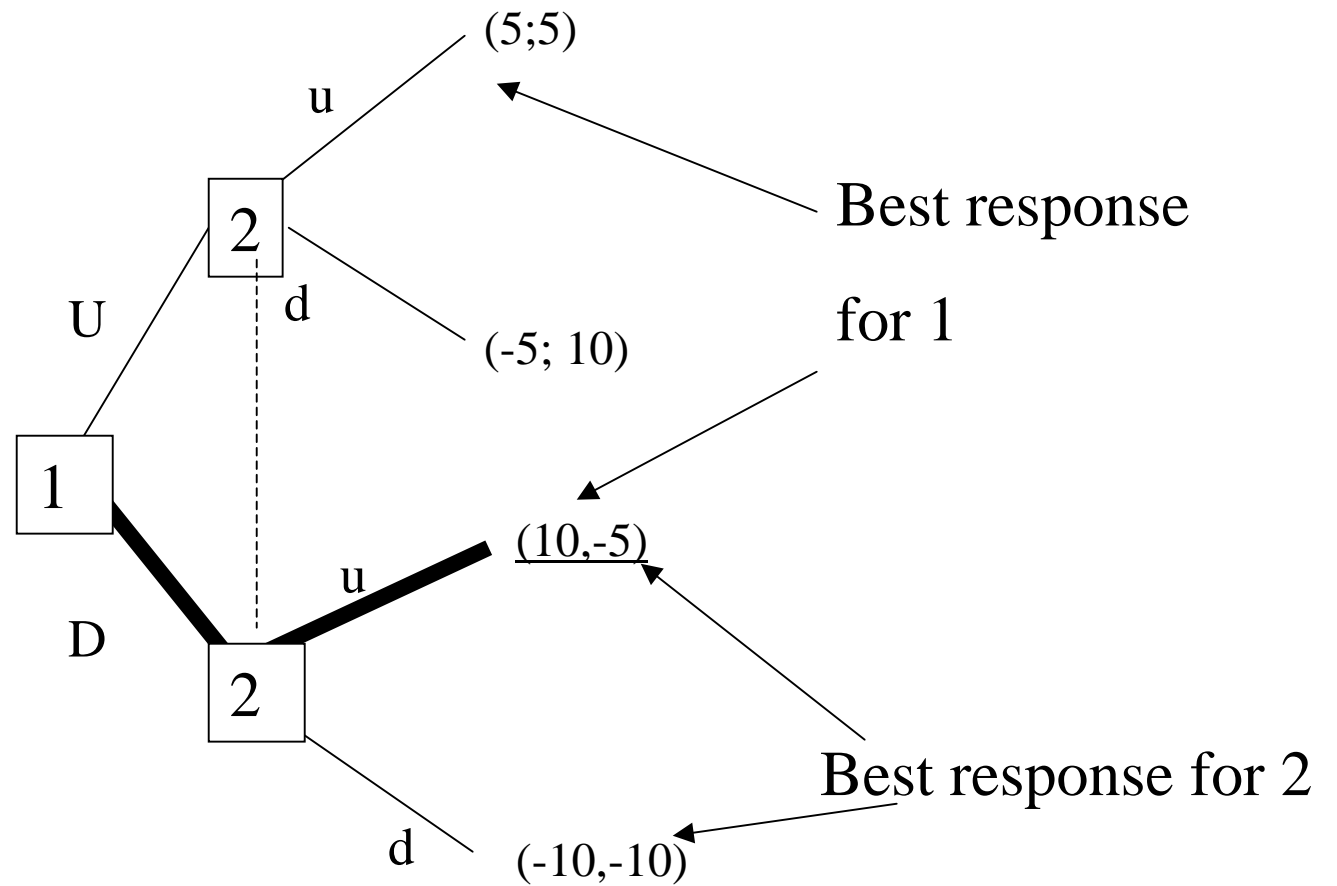 (5;5)
u
Best response
2
d
U
for 1
(-5; 10)
1
(10,-5)
u
D
2
Best response for 2
d
(-10,-10)